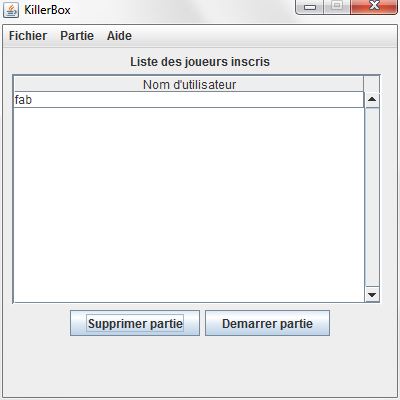 KillerBox
Fichier Partie Aide
Liste des joueurs inscris
Nom d'utilisateur
fab
Supprimer partie Demarrer partie